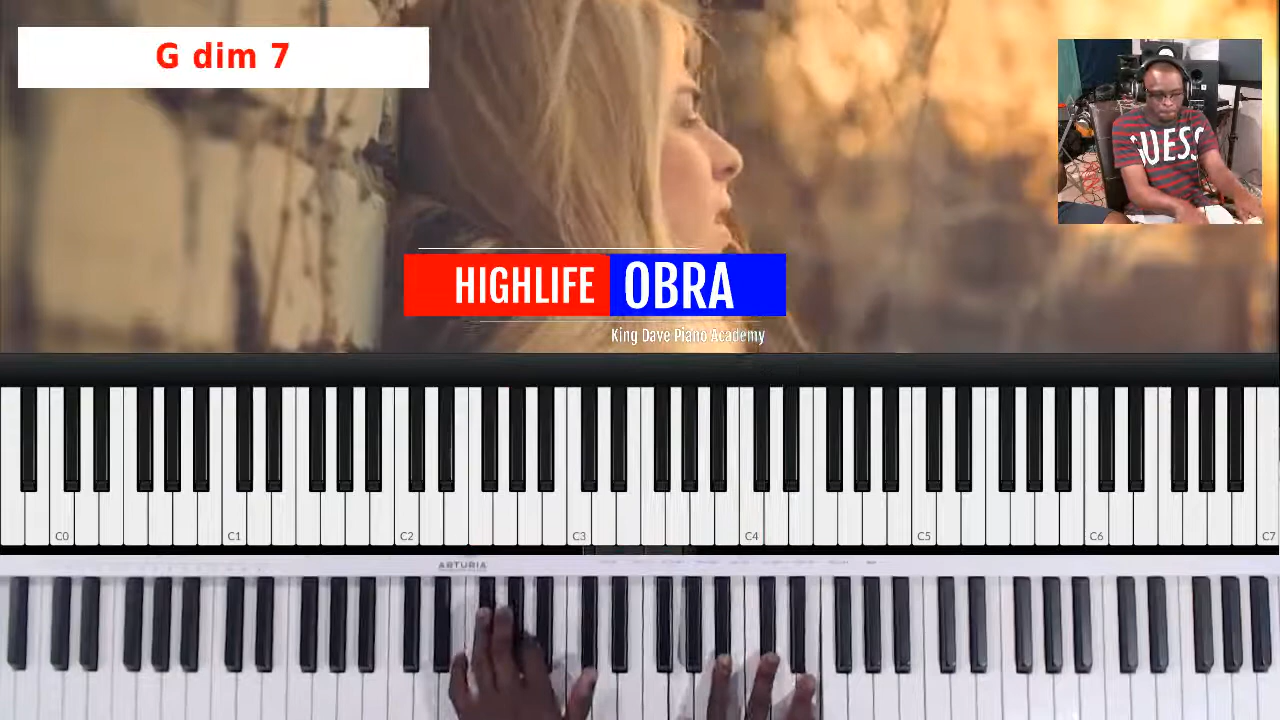 G dim 7
GUESS
HIGHLIFE OBRA
King Dave Piano Academy
C0 C1 C2 C3 C4 C5 C6 C7
ARTURIA